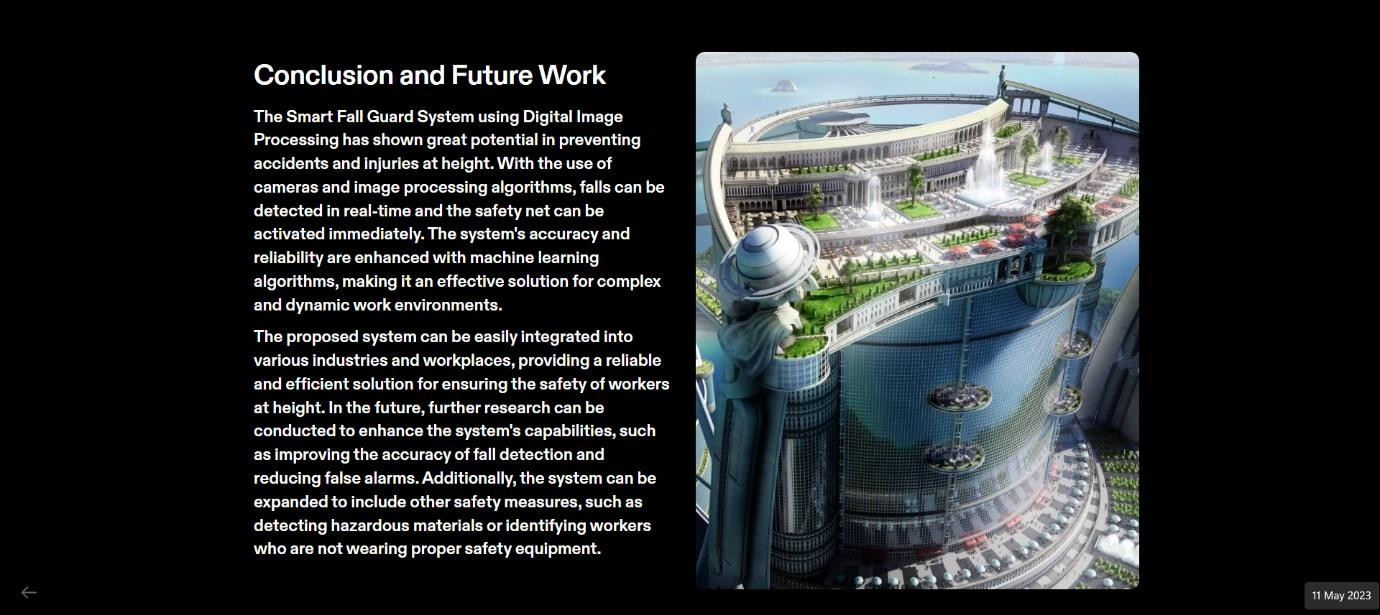 Conclusion and Future Work
The Smart Fall Guard System using Digital Image
Processing has shown great potential in preventing
accidents and injuries at height. With the use of
cameras and image processing algorithms, falls can be
detected in real-time and the safety net can be
activated immediately. The system's accuracy and
reliability are enhanced with machine learning
algorithms, making it an effective solution for complex
and dynamic work environments.
The proposed system can be easily integrated into
various industries and workplaces, providing a reliable
and efficient solution for ensuring the safety of workers
at height. In the future, further research can be
conducted to enhance the system's capabilities, such
as improving the accuracy of fall detection and
reducing false alarms. Additionally, the system can be
expanded to include other safety measures, such as
detecting hazardous materials or identifying workers
who are not wearing proper safety equipment.
11 May 2023